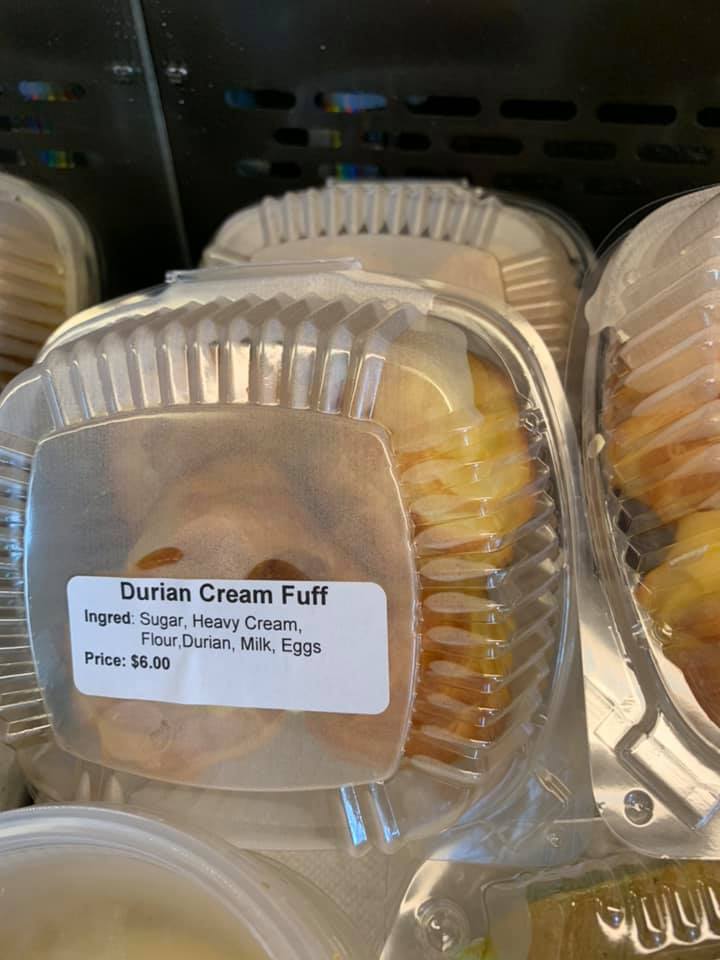 Durian Cream Fuff
Ingred: Sugar, Heavy Cream,
Flour,Durian, Milk, Eggs
Price: $6.00